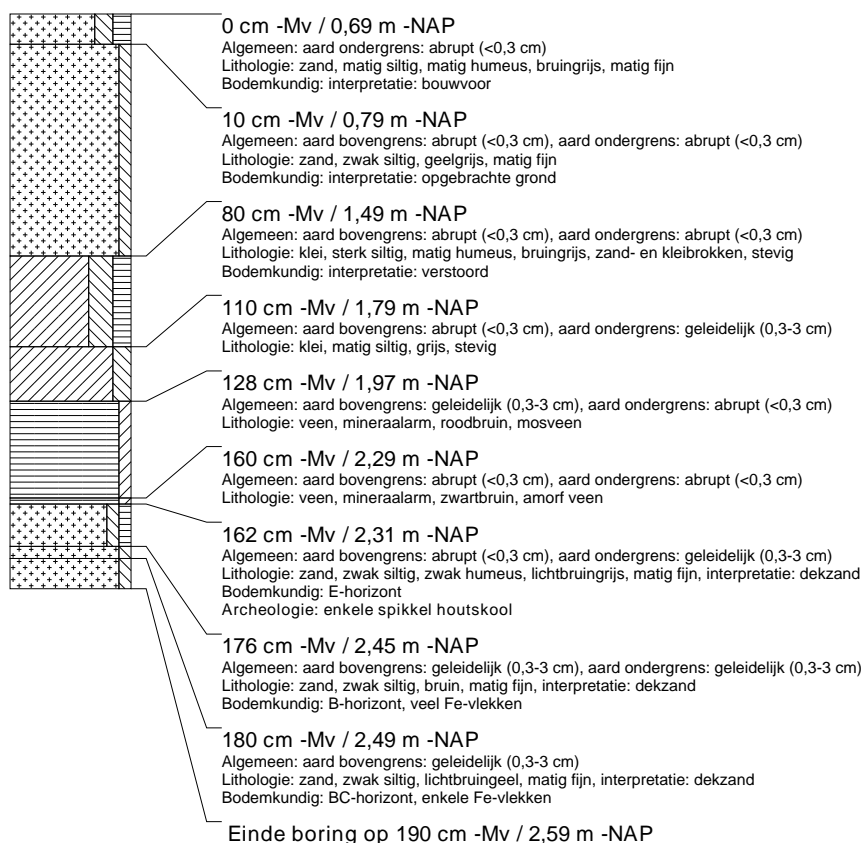 0 cm -Mv / 0,69 m -NAP
Algemeen: aard ondergrens: abrupt (<0,3 cm)
Lithologie: zand, matig siltig, matig humeus, bruingrijs, matig fijn
Bodemkundig: interpretatie: bouwvoor
10 cm -Mv / 0,79 m -NAP
Algemeen: aard bovengrens: abrupt (<0,3 cm), aard ondergrens: abrupt (<0,3 cm)
Lithologie: zand, zwak siltig, geelgrijs, matig fijn
Bodemkundig: interpretatie: opgebrachte grond
80 cm -Mv / 1,49 m -NAP
Algemeen: aard bovengrens: abrupt (<0,3 cm), aard ondergrens: abrupt (<0,3 cm)
Lithologie: klei, sterk siltig, matig humeus, bruingrijs, zand- en kleibrokken, stevig
Bodemkundig: interpretatie: verstoord
110 cm -Mv / 1,79 m -NAP
Algemeen: aard bovengrens: abrupt (<0,3 cm), aard ondergrens: geleidelijk (0,3-3 cm)
Lithologie: klei, matig siltig, grijs, stevig
128 cm -Mv / 1,97 m -NAP
Algemeen: aard bovengrens: geleidelijk (0,3-3 cm), aard ondergrens: abrupt (<0,3 cm)
Lithologie: veen, mineraalarm, roodbruin, mosveen
160 cm -Mv / 2,29 m -NAP
Algemeen: aard bovengrens: abrupt (<0,3 cm), aard ondergrens: abrupt (<0,3 cm)
Lithologie: veen, mineraalarm, zwartbruin, amorf veen
162 cm -Mv / 2,31 m -NAP
Algemeen: aard bovengrens: abrupt (<0,3 cm), aard ondergrens: geleidelijk (0,3-3 cm)
Lithologie: zand, zwak siltig, zwak humeus, lichtbruingrijs, matig fijn, interpretatie: dekzand
Bodemkundig: E-horizont
Archeologie: enkele spikkel houtskool
176 cm -Mv / 2,45 m -NAP
Algemeen: aard bovengrens: geleidelijk (0,3-3 cm), aard ondergrens: geleidelijk (0,3-3 cm)
Lithologie: zand, zwak siltig, bruin, matig fijn, interpretatie: dekzand
Bodemkundig: B-horizont, veel Fe-vlekken
180 cm -Mv / 2,49 m -NAP
Algemeen: aard bovengrens: geleidelijk (0,3-3 cm)
Lithologie: zand, zwak siltig, lichtbruingeel, matig fijn, interpretatie: dekzand
Bodemkundig: BC-horizont, enkele Fe-vlekken
Einde boring op 190 cm -Mv / 2,59 m -NAP